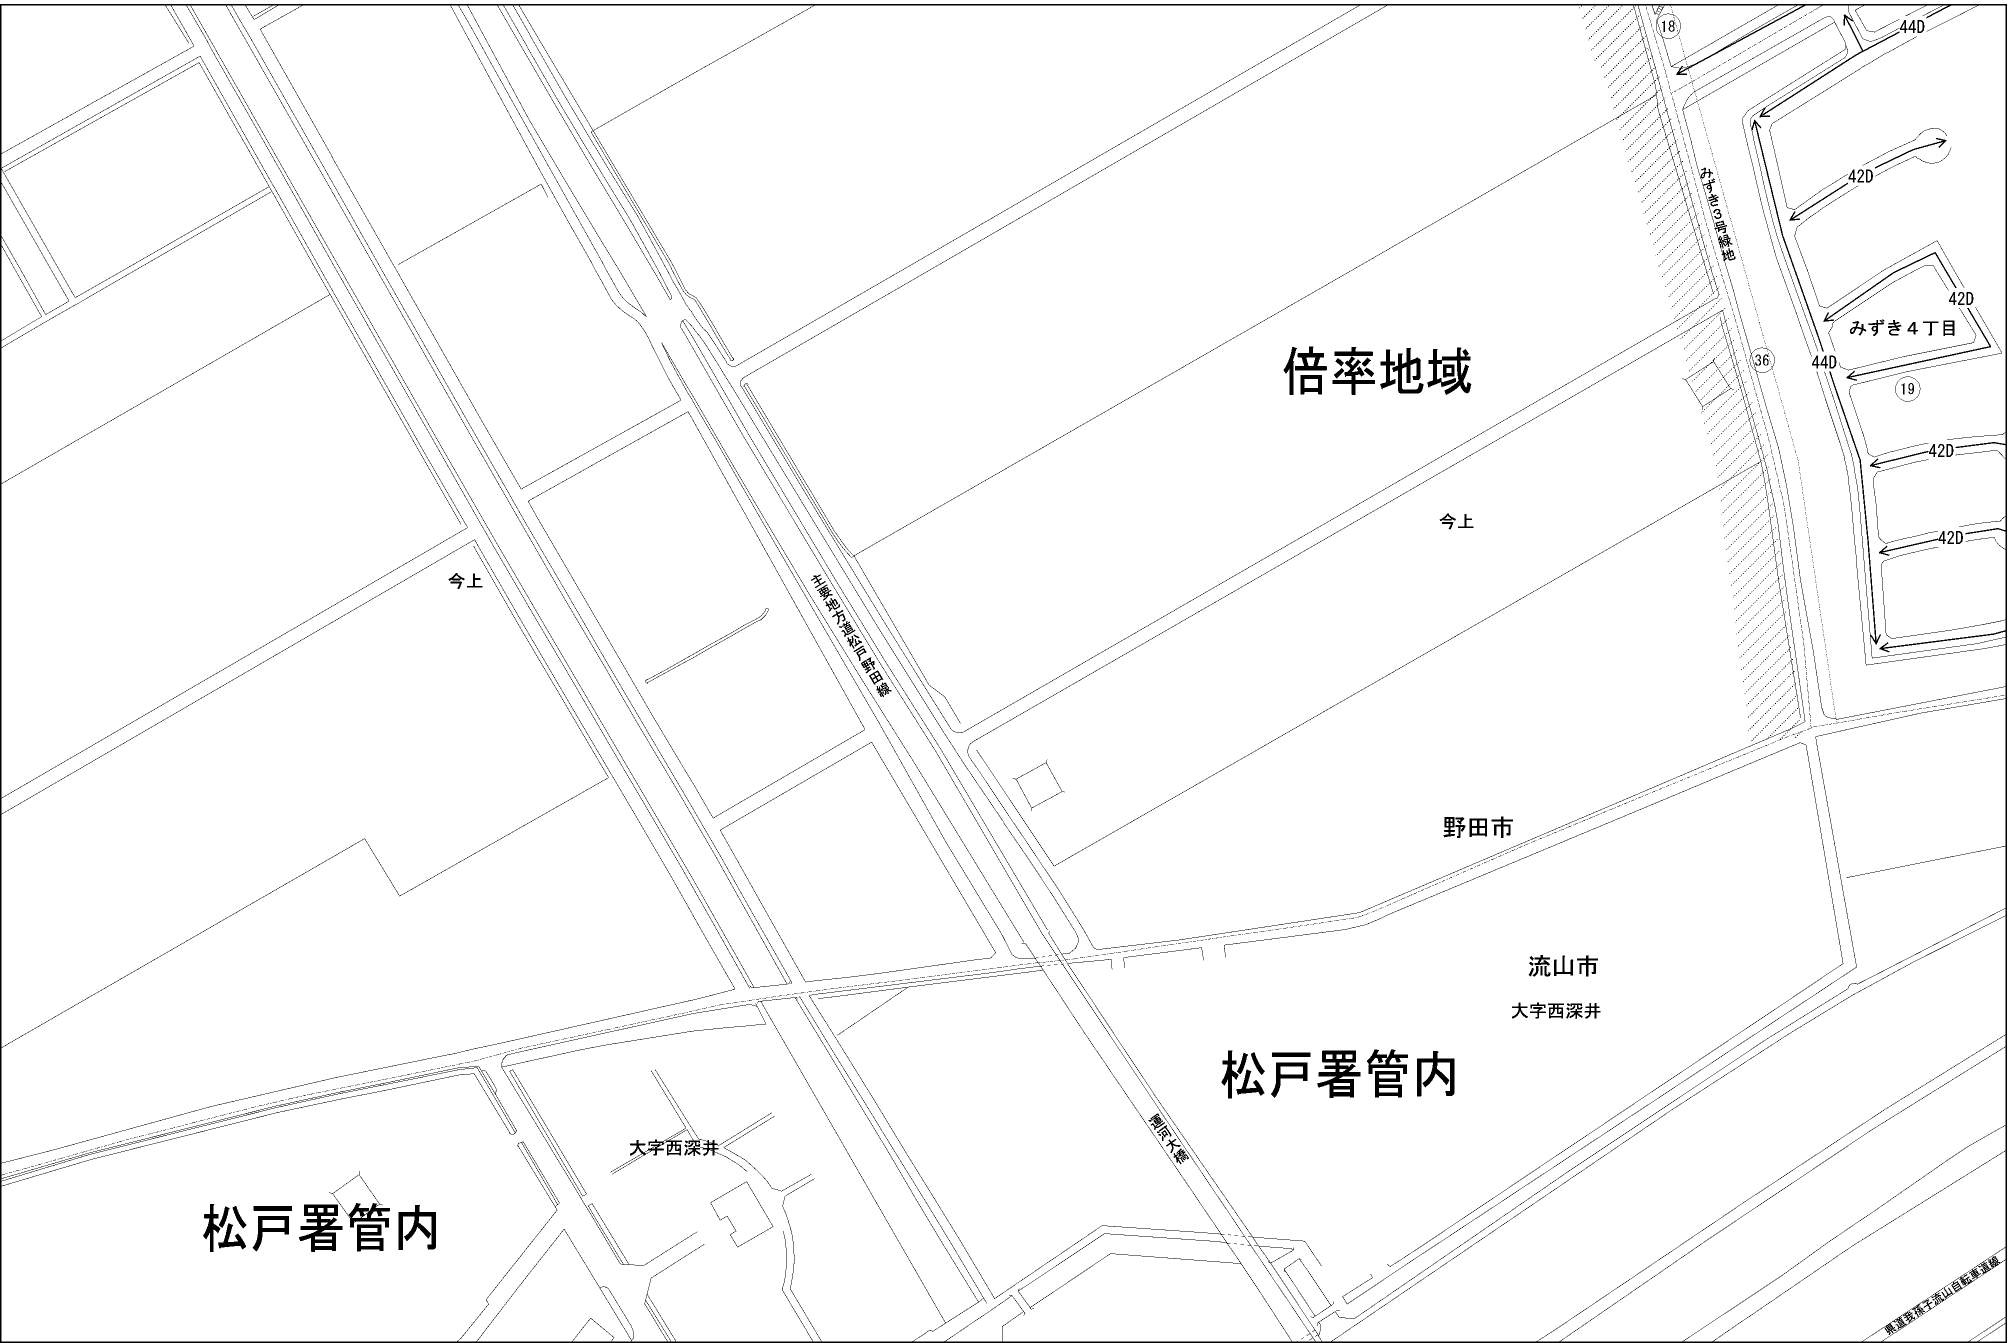 18
44D
42D
みずき３号緑地
42D
みずき４丁目
倍率地域
36
44D
19
42D
今上
42D
今上
主要地方道松戸野田線
野田市
流山市
大字西深井
松戸署管内
運河大橋
大字西深井
松戸署管内
県道我孫子流山自転車道線